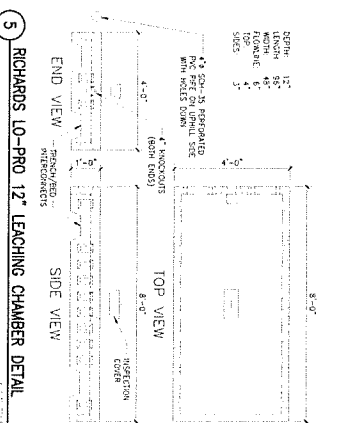 DEPTH: 12"
LENGTH: 96"
WIDTH: 48"
FLOWLINE: 6"
TOP: 4"
SIDES: 3"
4"ø SCH-35 PERFORATED
PVC PIPE ON UPHILL SIDE
WITH HOLES DOWN
8'-0"
4'-0"
TOP VIEW
4'-0"
4" KNOCKOUTS
(BOTH ENDS)
8'-0"
INSPECTION
COVER
1'-0"
END VIEW
TRENCH/BED
INTERCONNECTS
SIDE VIEW
5 RICHARDS LO-PRO 12" LEACHING CHAMBER DETAIL